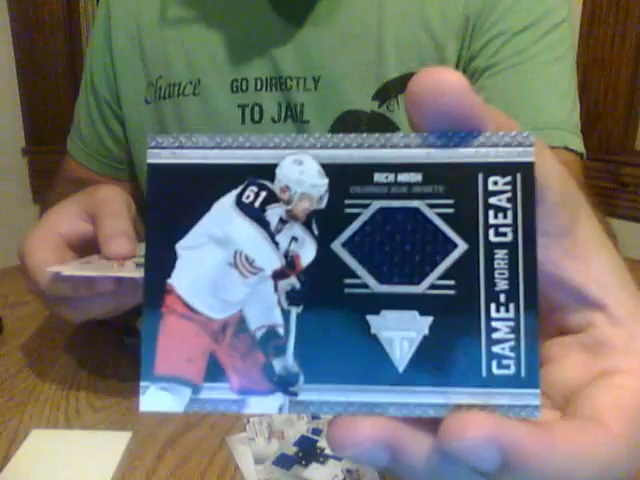 Chance
GO DIRECTLY
TO JAIL
61
RICK NASH
COLUMBUS BLUE JACKETS
GAME-WORN GEAR